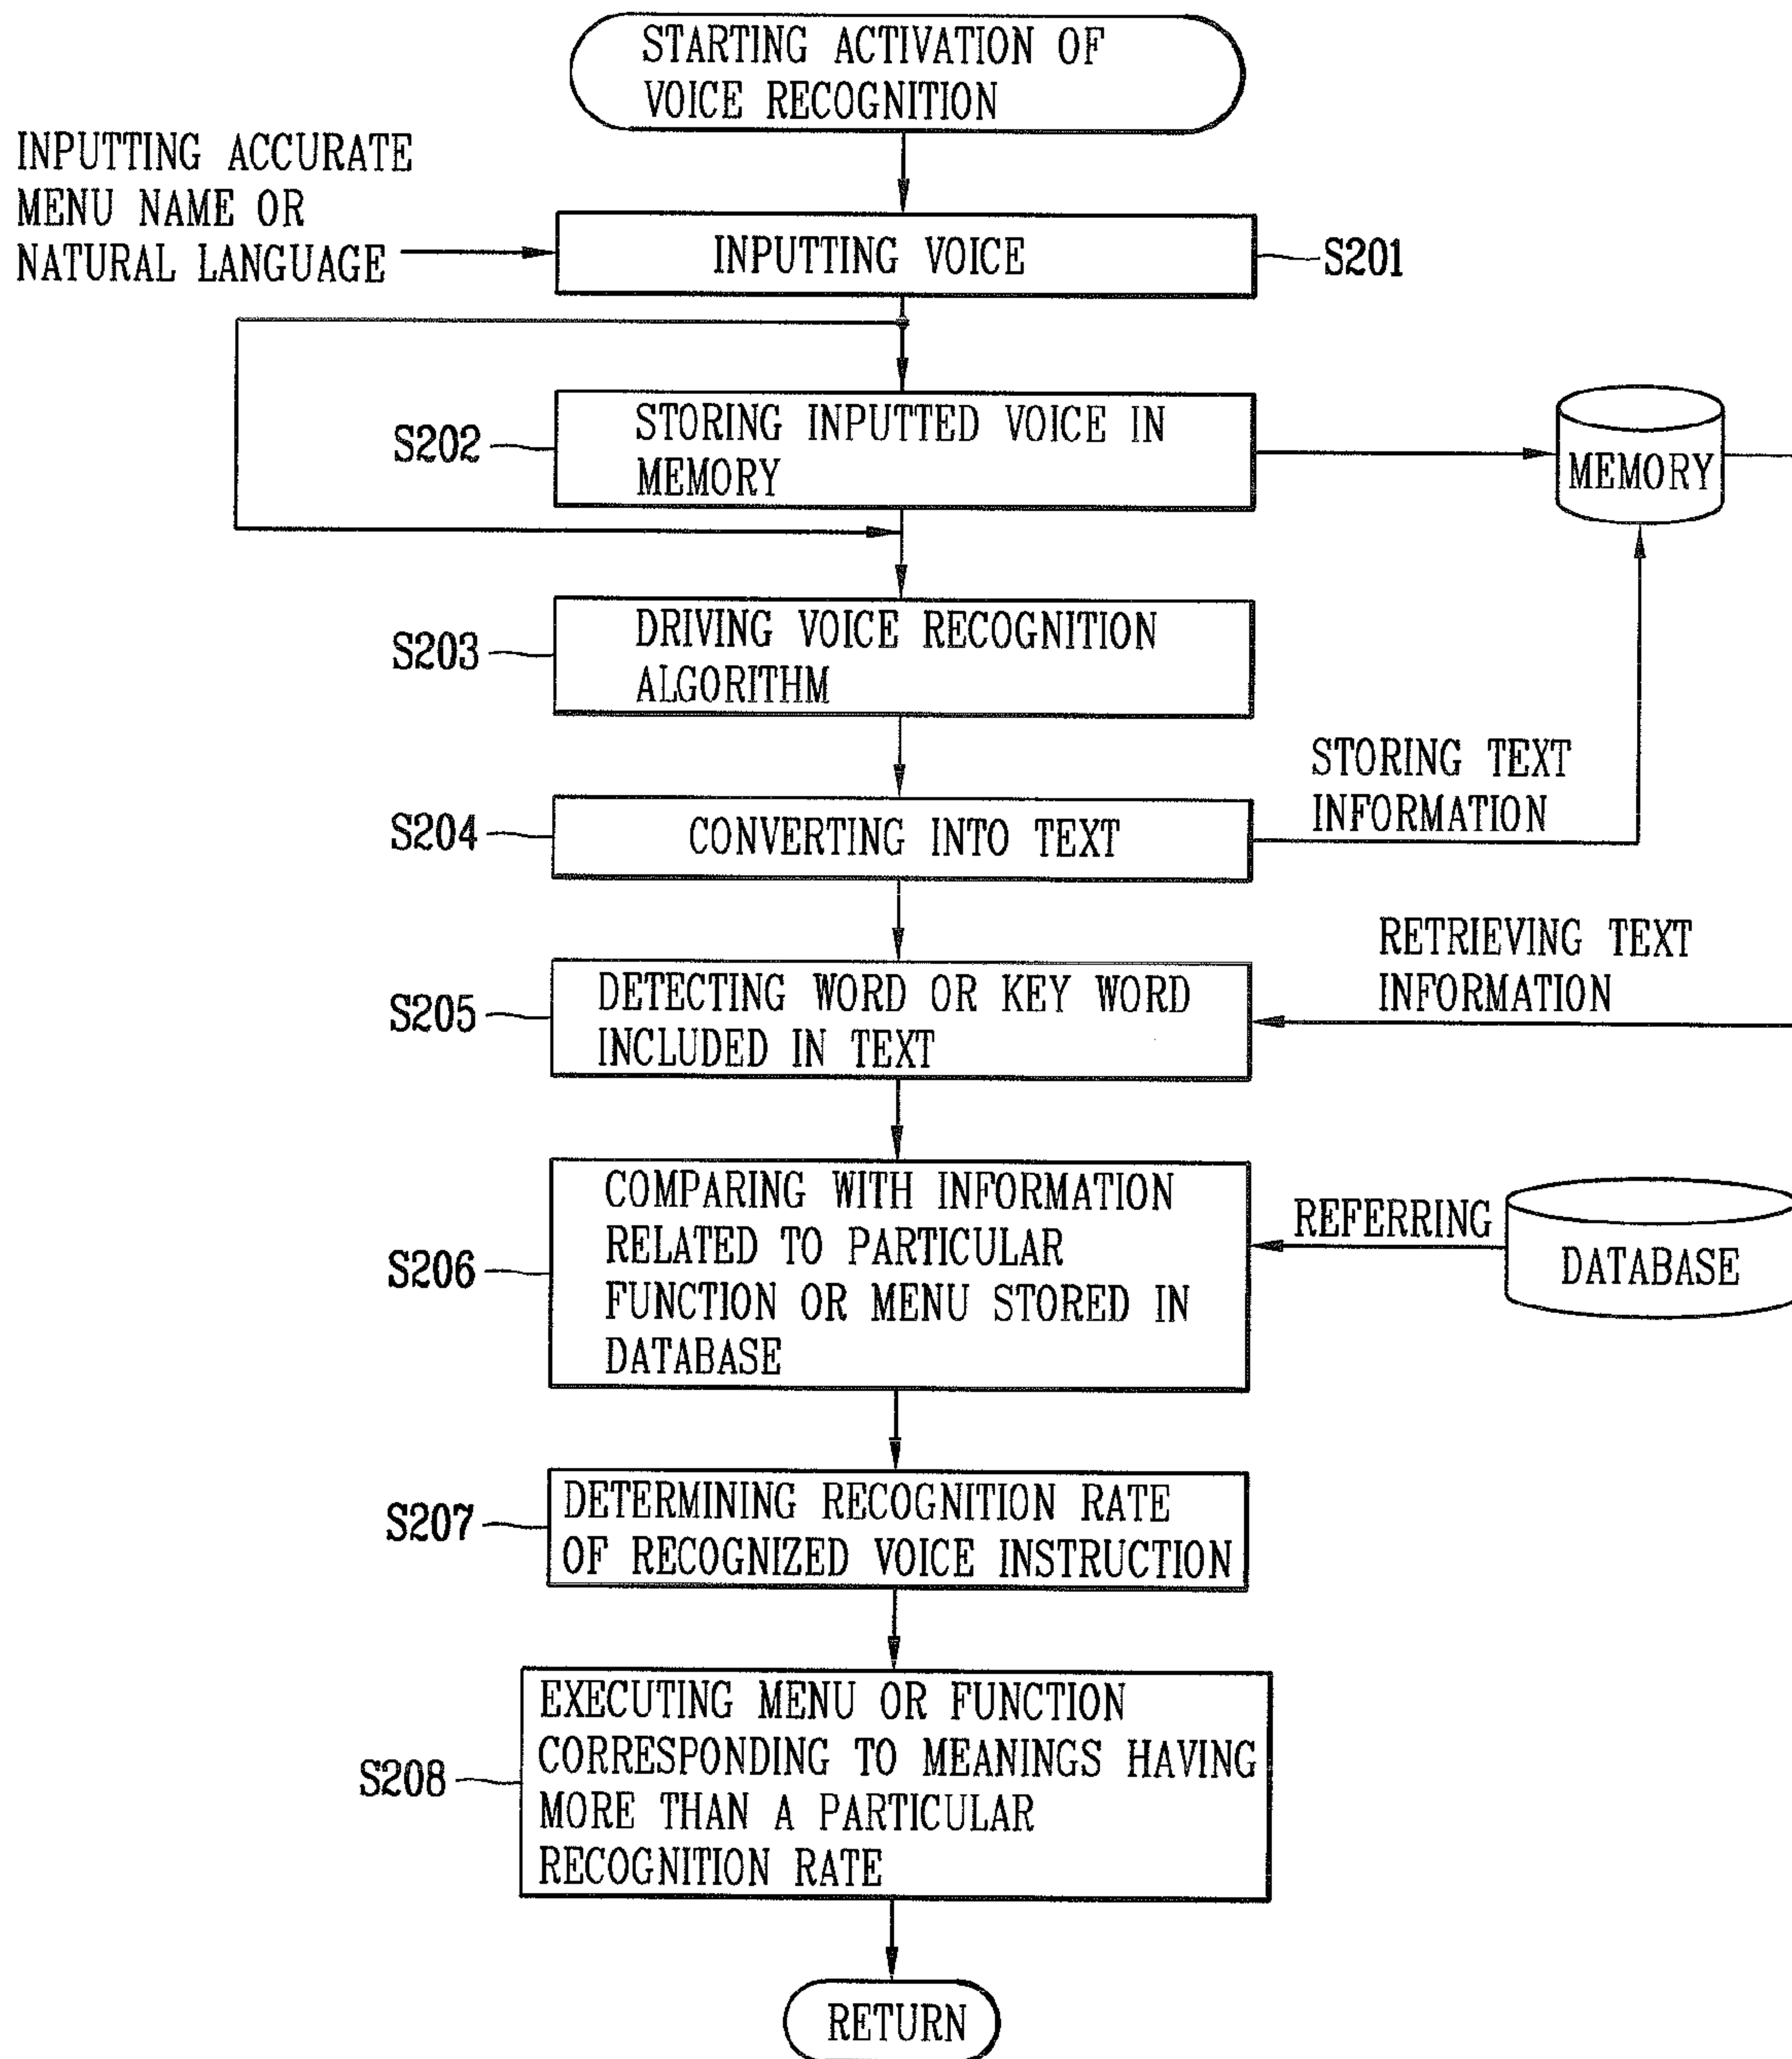 STARTING ACTIVATION OF
VOICE RECOGNITION
INPUTTING ACCURATE
MENU NAME OR
NATURAL LANGUAGE
INPUTTING VOICE
S201
S202
STORING INPUTTED VOICE IN
MEMORY
MEMORY
S203
DRIVING VOICE RECOGNITION
ALGORITHM
STORING TEXT
INFORMATION
S204
CONVERTING INTO TEXT
RETRIEVING TEXT
INFORMATION
S205
DETECTING WORD OR KEY WORD
INCLUDED IN TEXT
S206
COMPARING WITH INFORMATION
RELATED TO PARTICULAR
FUNCTION OR MENU STORED IN
DATABASE
REFERRING
DATABASE
S207
DETERMINING RECOGNITION RATE
OF RECOGNIZED VOICE INSTRUCTION
S208
EXECUTING MENU OR FUNCTION
CORRESPONDING TO MEANINGS HAVING
MORE THAN A PARTICULAR
RECOGNITION RATE
RETURN